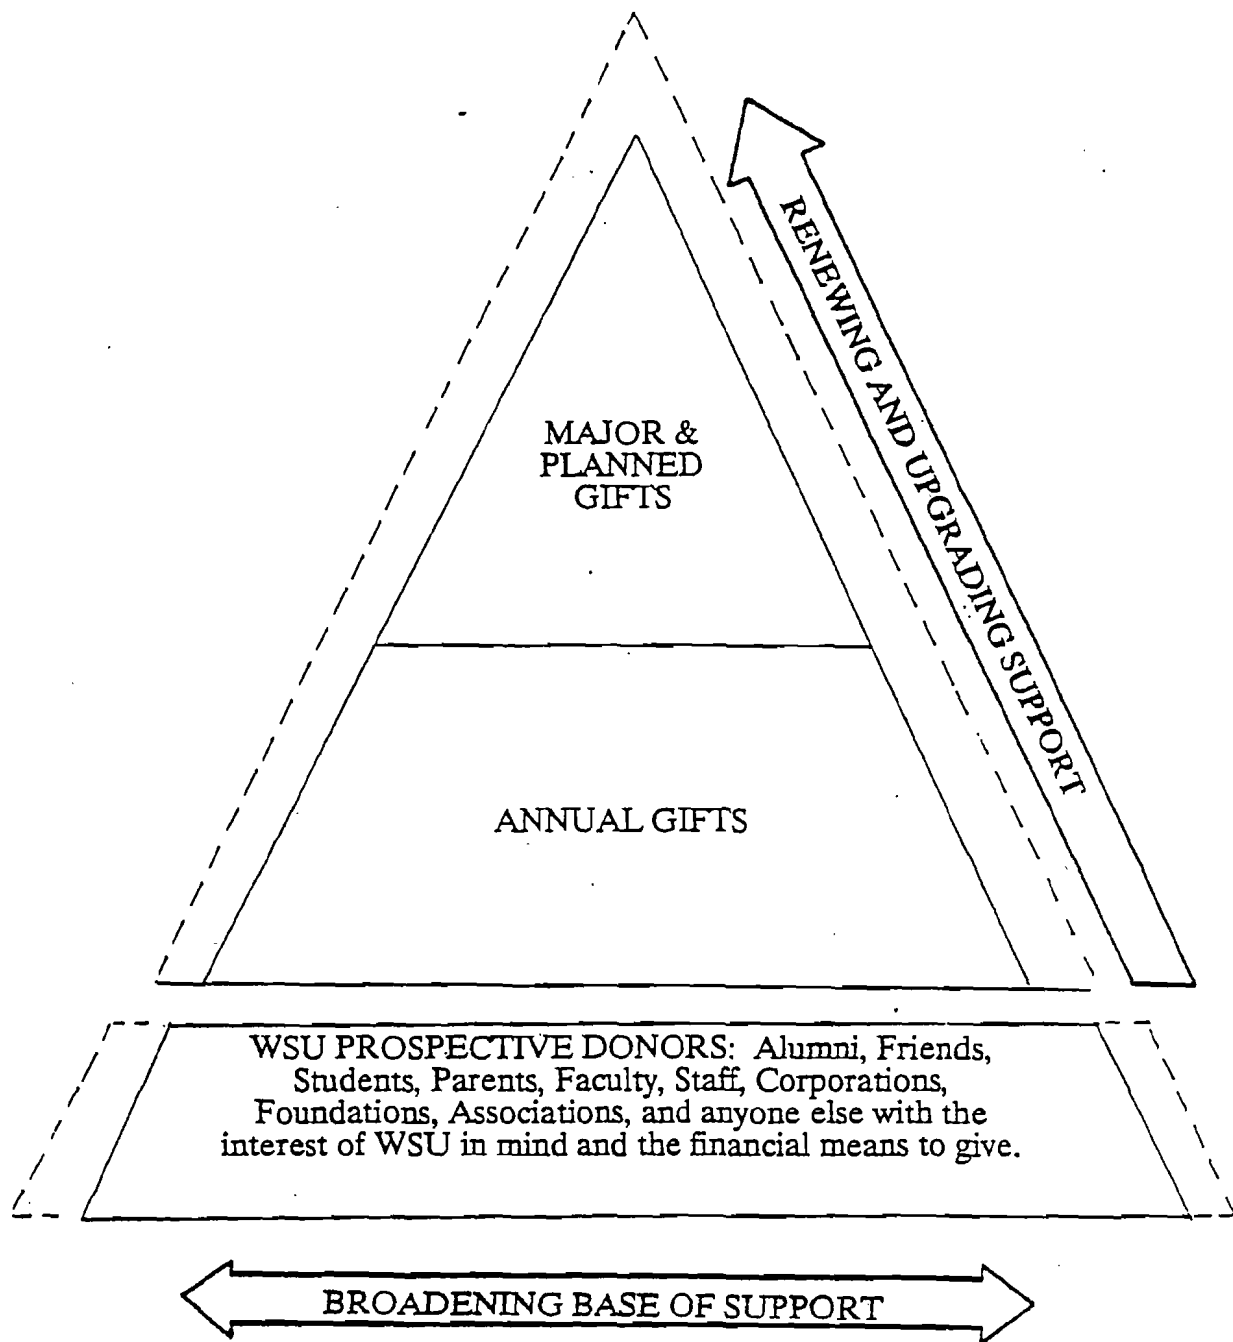 RENEWING AND UPGRADING SUPPORT
MAJOR &
PLANNED
GIFTS
ANNUAL GIFTS
WSU PROSPECTIVE DONORS: Alumni, Friends,
Students, Parents, Faculty, Staff, Corporations,
Foundations, Associations, and anyone else with the
interest of WSU in mind and the financial means to give.
BROADENING BASE OF SUPPORT